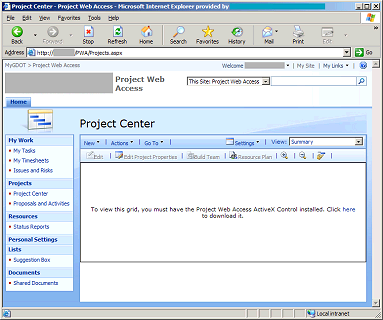 Project Center - Project Web Access - Microsoft Internet Explorer provided by
File Edit View Favorites Tools Help
Back Forward Stop Refresh Home Search Favorites History Mail Print Edit
Address http:// /PWA/Projects.aspx Go
MyGDOT > Project Web Access Welcome My Site My Links
Project Web Access
This Site: Project Web Access
Home
Project Center
New Actions Go To Settings View: Summary
Edit Edit Project Properties Build Team Resource Plan
My Work
My Tasks
My Timesheets
Issues and Risks
Projects
Project Center
Proposals and Activities
Resources
Status Reports
Personal Settings
Lists
Suggestion Box
Documents
Shared Documents
To view this grid, you must have the Project Web Access ActiveX Control installed. Click here
to download it.
Local intranet